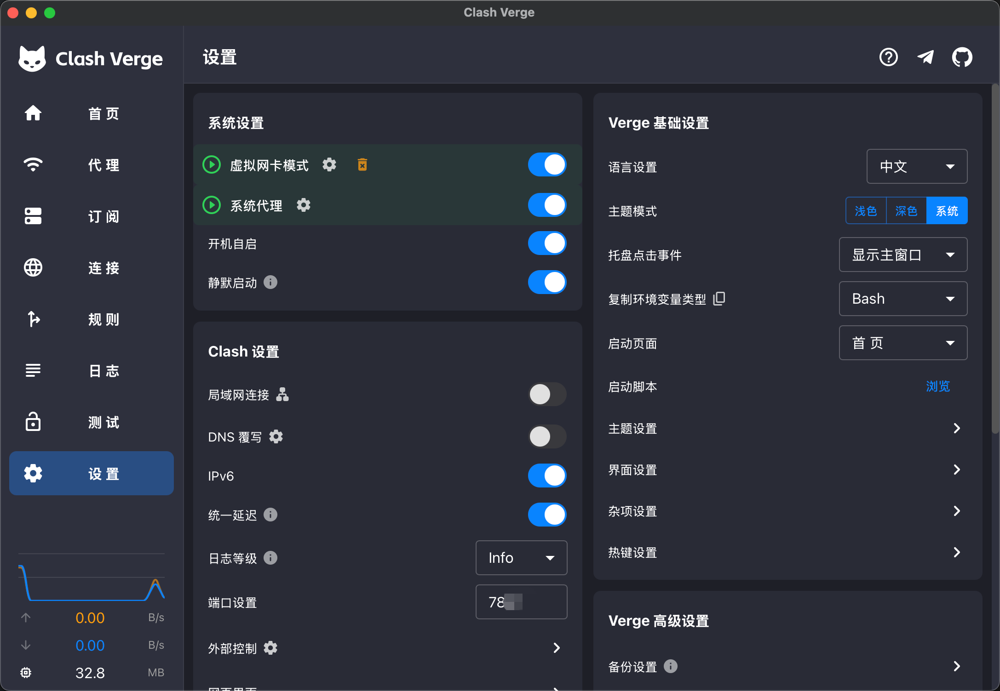 Clash Verge
Clash Verge
首 页
代 理
订 阅
连 接
规 则
日 志
测 试
设 置
0.00 B/s
0.00 B/s
32.8 MB
设置
系统设置
虚拟网卡模式
系统代理
开机自启
静默启动
Clash 设置
局域网连接
DNS 覆写
IPv6
统一延迟
日志等级 Info
端口设置 78
外部控制
Verge 基础设置
语言设置 中文
主题模式 浅色 深色 系统
托盘点击事件 显示主窗口
复制环境变量类型 Bash
启动页面 首 页
启动脚本 浏览
主题设置
界面设置
杂项设置
热键设置
Verge 高级设置
备份设置